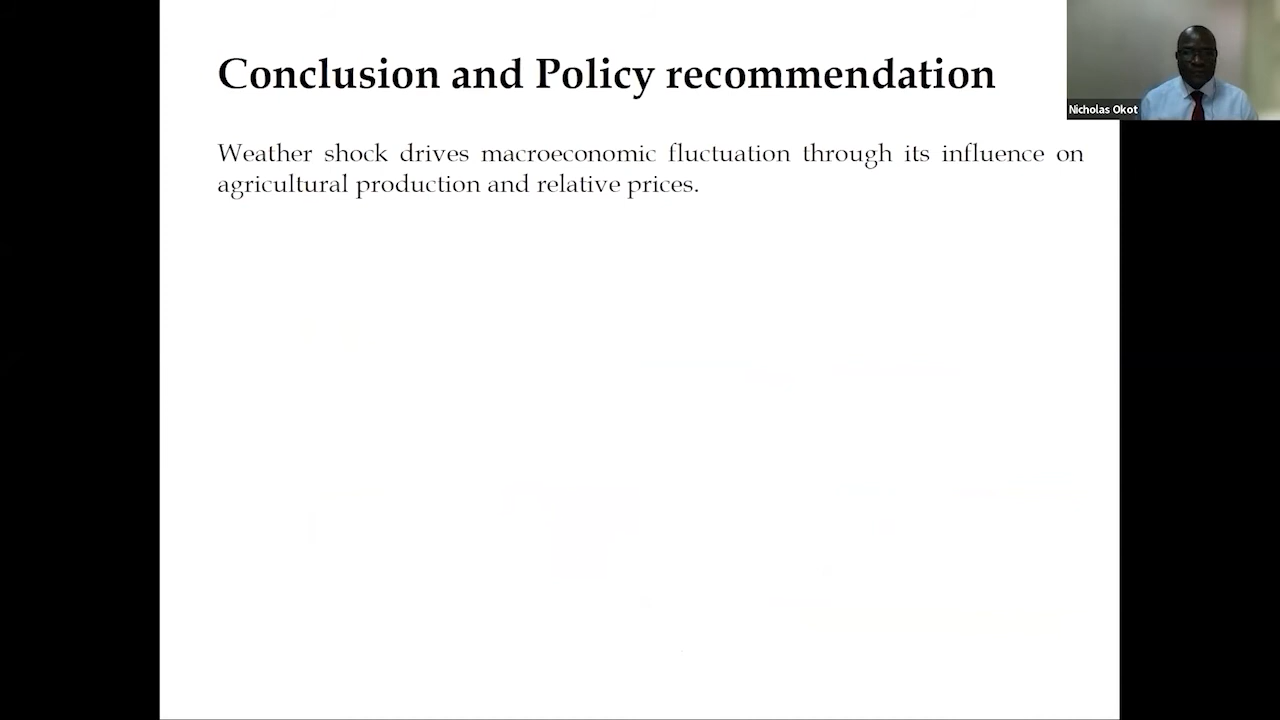 Conclusion and Policy recommendation
Nicholas Okot
Weather shock drives macroeconomic fluctuation through its influence on
agricultural production and relative prices.